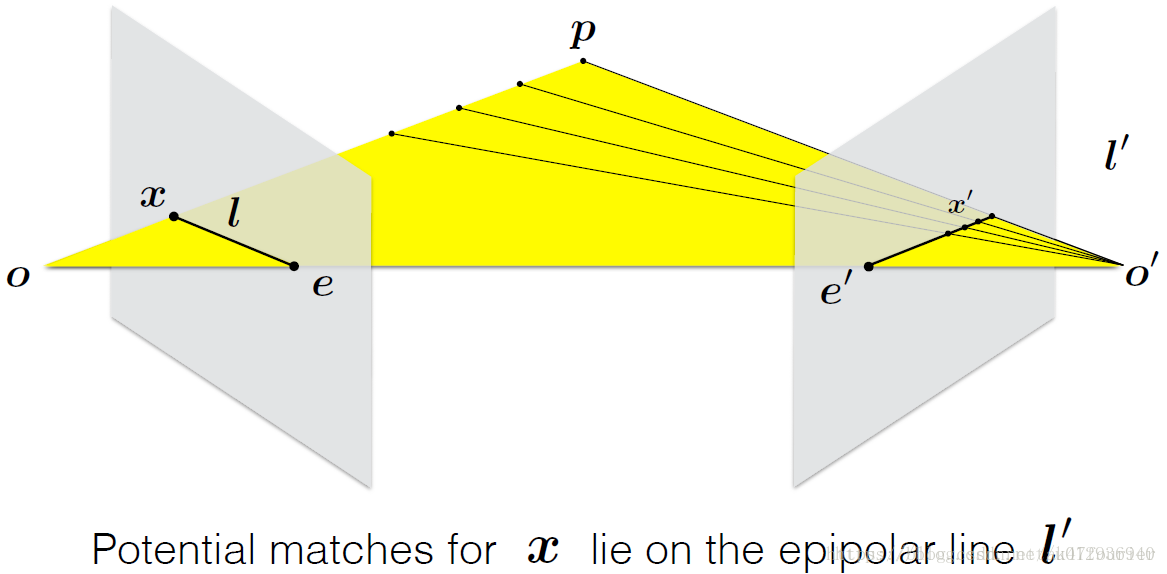 p
l′
x
l
x′
o
e
e′
o′
Potential matches for x lie on the epipolar line l′